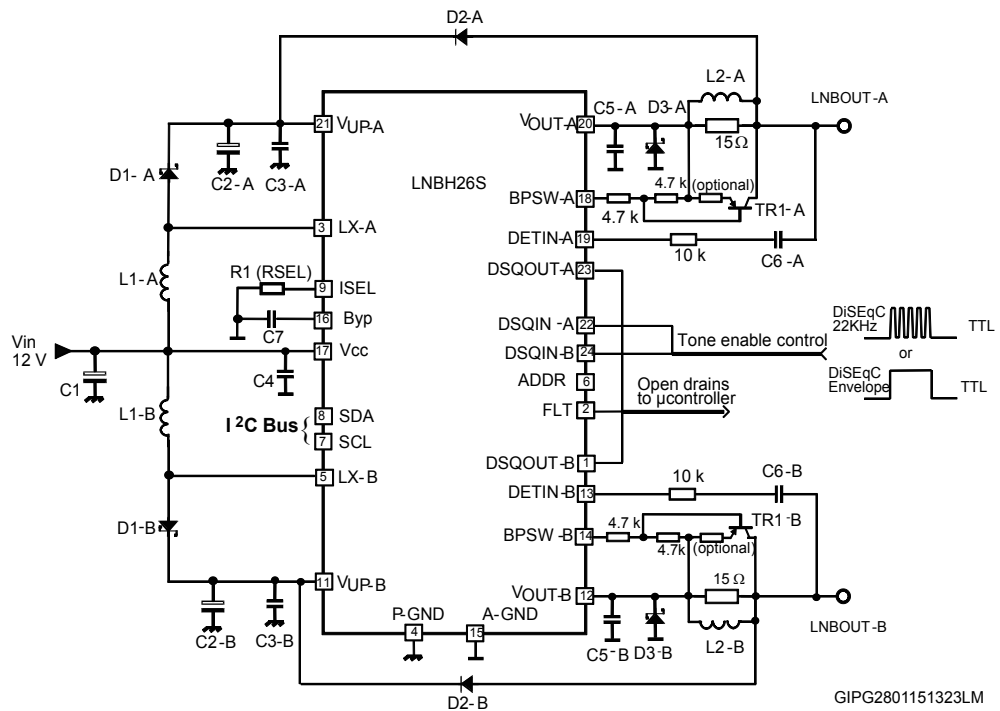 D2-A
L2-A
LNBOUT-A
C5-A
D3-A
21
VUP-A
VOUT-A
20
15Ω
D1-A
C2-A
C3-A
LNBH26S
4.7 k
(optional)
BPSW-A
18
4.7 k
TR1-A
3
LX-A
DETIN-A
19
10 k
C6-A
DSQOUT-A
23
L1-A
R1 (RSEL)
9
ISEL
DSQIN-A
22
DiSEqC
22KHz
TTL
16
Byp
C7
Tone enable control
or
Vin
12 V
17
Vcc
DSQIN-B
24
C1
C4
ADDR
6
DiSEqC
Envelope
TTL
Open drains
to µcontroller
L1-B
8
SDA
FLT
2
I²C Bus
{
7
SCL
DSQOUT-B
1
5
LX-B
10 k
C6-B
DETIN-B
13
D1-B
4.7 k
TR1-B
BPSW-B
14
4.7k
(optional)
11
VUP-B
15 Ω
VOUT-B
12
P-GND
A-GND
4
15
C2-B
C3-B
C5-B
D3-B
L2-B
LNBOUT-B
D2-B
GIPG2801151323LM